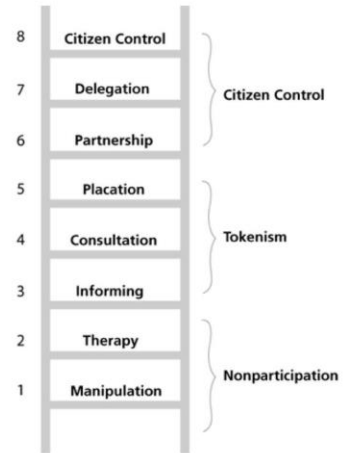 8 Citizen Control
7 Delegation
Citizen Control
6 Partnership
5 Placation
4 Consultation
Tokenism
3 Informing
2 Therapy
Nonparticipation
1 Manipulation